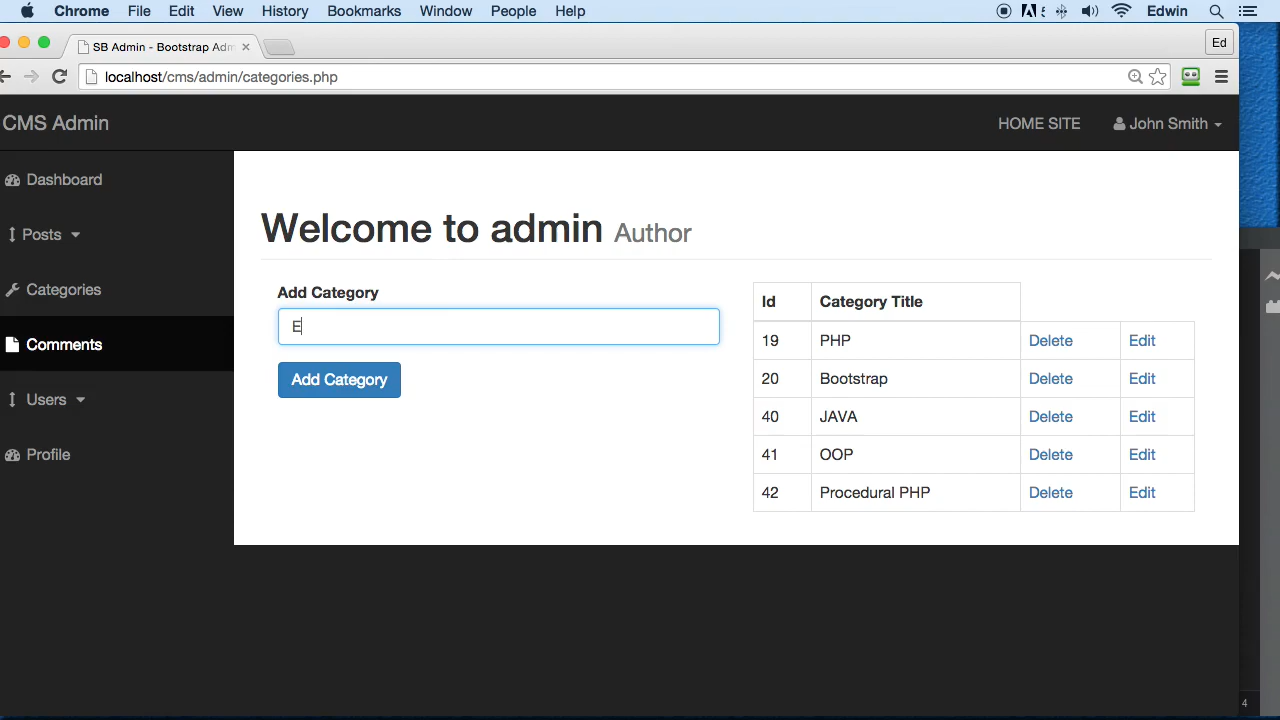 Chrome File Edit View History Bookmarks Window People Help Edwin
SB Admin - Bootstrap Adm
Ed
localhost/cms/admin/categories.php
CMS Admin
HOME SITE
John Smith
Dashboard
Posts
Categories
Comments
Users
Profile
Welcome to admin Author
Add Category
E
Add Category
Id Category Title
19 PHP Delete Edit
20 Bootstrap Delete Edit
40 JAVA Delete Edit
41 OOP Delete Edit
42 Procedural PHP Delete Edit
4